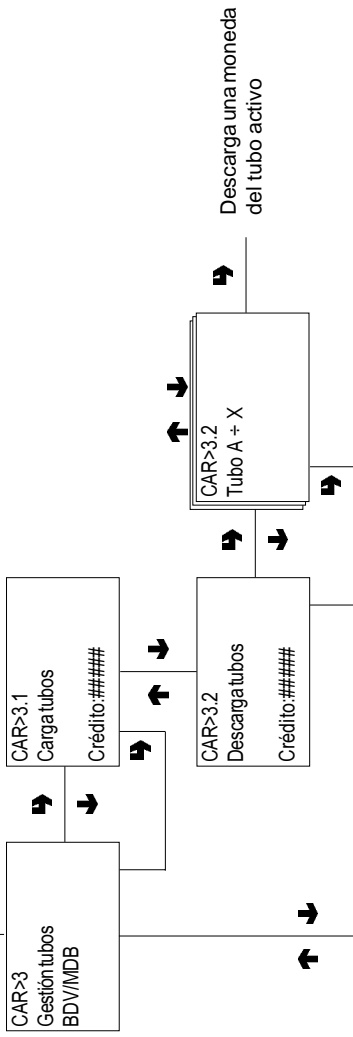 CAR>3
Gestión tubos
BDV/MDB
CAR>3.1
Carga tubos
Crédito:#####
CAR>3.2
Descarga tubos
Crédito:#####
CAR>3.2
Tubo A ÷ X
Descarga una moneda
del tubo activo